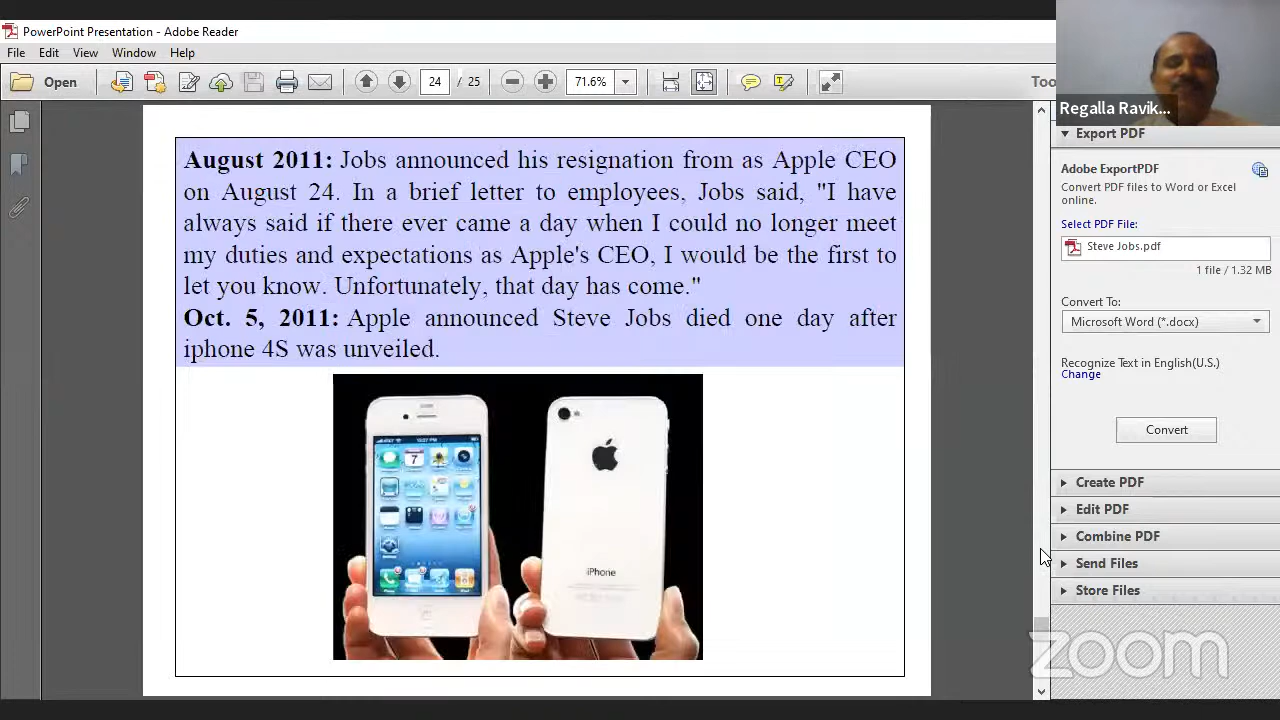 PowerPoint Presentation - Adobe Reader
File Edit View Window Help
Open 24 / 25 71.6% Too
Regalla Ravik...
August 2011: Jobs announced his resignation from as Apple CEO
on August 24. In a brief letter to employees, Jobs said, "I have
always said if there ever came a day when I could no longer meet
my duties and expectations as Apple's CEO, I would be the first to
let you know. Unfortunately, that day has come."
Oct. 5, 2011: Apple announced Steve Jobs died one day after
iphone 4S was unveiled.
7
iPhone
Export PDF
Adobe ExportPDF
Convert PDF files to Word or Excel
online.
Select PDF File:
Steve Jobs.pdf
1 file / 1.32 MB
Convert To:
Microsoft Word (*.docx)
Recognize Text in English(U.S.)
Change
Convert
Create PDF
Edit PDF
Combine PDF
Send Files
Store Files
zoom